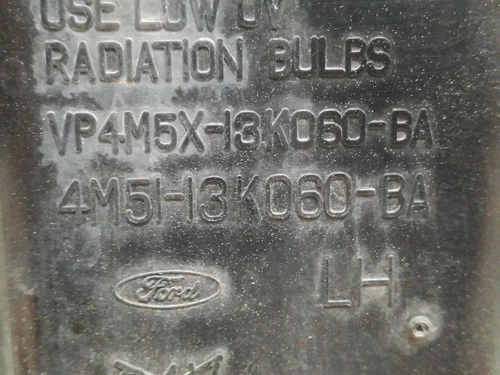 USE LOW UV
RADIATION BULBS
VP4M5X-13K060-BA
4M51-13K060-BA
Ford
LH